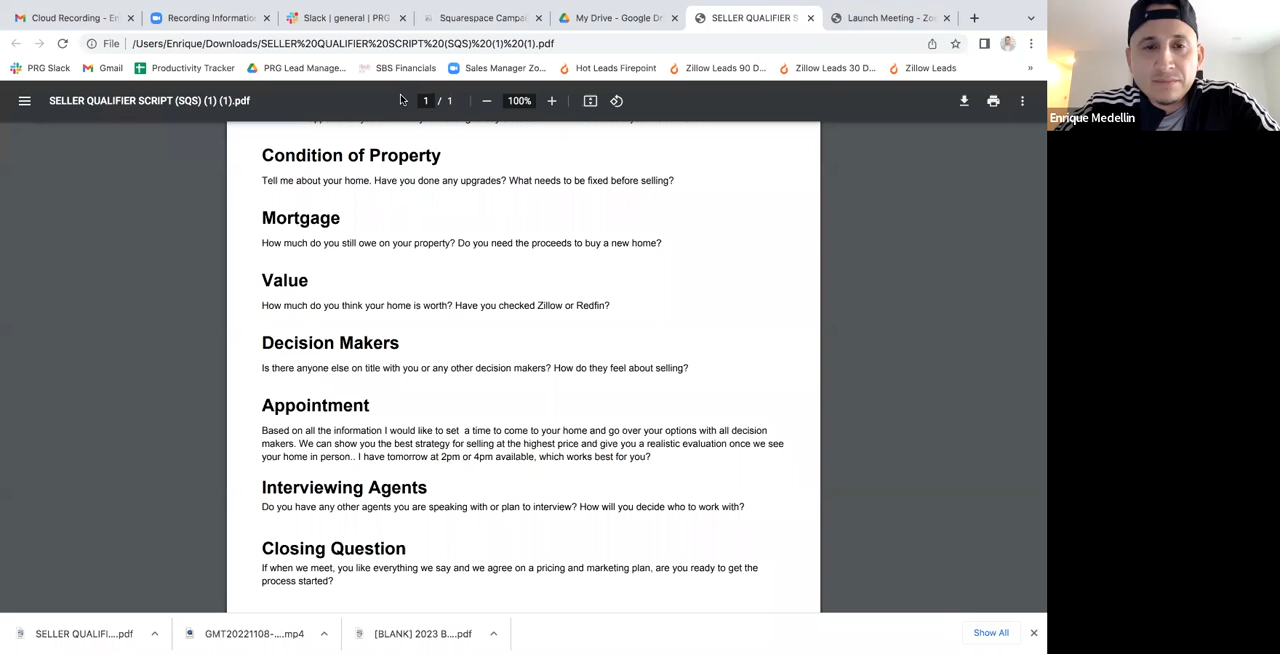 Cloud Recording - En
Recording Informatio
Slack | general | PRG
Squarespace Campa
My Drive - Google Dr
SELLER QUALIFIER S
Launch Meeting - Zo
File
/Users/Enrique/Downloads/SELLER%20QUALIFIER%20SCRIPT%20(SQS)%20(1)%20(1).pdf
PRG Slack
Gmail
Productivity Tracker
PRG Lead Manage...
SBS Financials
Sales Manager Zo...
Hot Leads Firepoint
Zillow Leads 90 D...
Zillow Leads 30 D...
Zillow Leads
»
SELLER QUALIFIER SCRIPT (SQS) (1) (1).pdf
1 / 1
100%
Enrique Medellin
Condition of Property
Tell me about your home. Have you done any upgrades? What needs to be fixed before selling?
Mortgage
How much do you still owe on your property? Do you need the proceeds to buy a new home?
Value
How much do you think your home is worth? Have you checked Zillow or Redfin?
Decision Makers
Is there anyone else on title with you or any other decision makers? How do they feel about selling?
Appointment
Based on all the information I would like to set  a time to come to your home and go over your options with all decision
makers. We can show you the best strategy for selling at the highest price and give you a realistic evaluation once we see
your home in person.. I have tomorrow at 2pm or 4pm available, which works best for you?
Interviewing Agents
Do you have any other agents you are speaking with or plan to interview? How will you decide who to work with?
Closing Question
If when we meet, you like everything we say and we agree on a pricing and marketing plan, are you ready to get the
process started?
SELLER QUALIFI....pdf
GMT20221108-....mp4
[BLANK] 2023 B....pdf
Show All